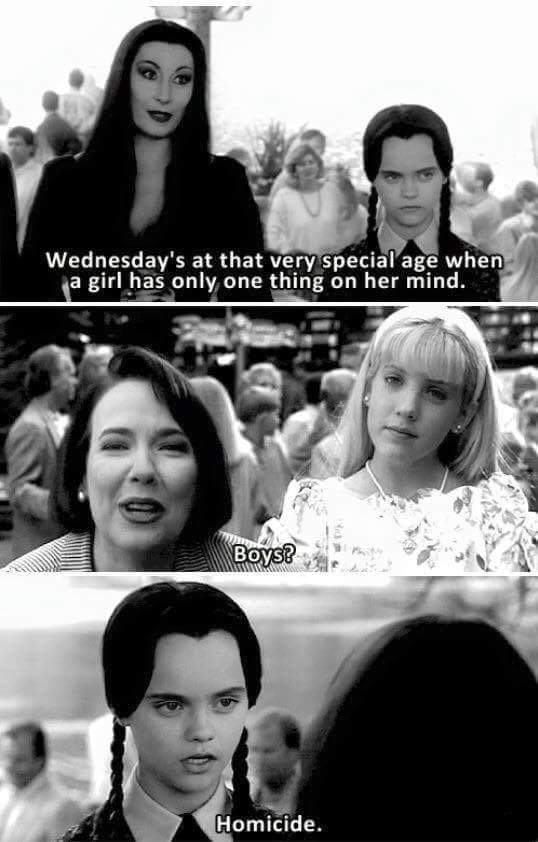 Wednesday's at that very special age when
a girl has only one thing on her mind.
Boys?
Homicide.